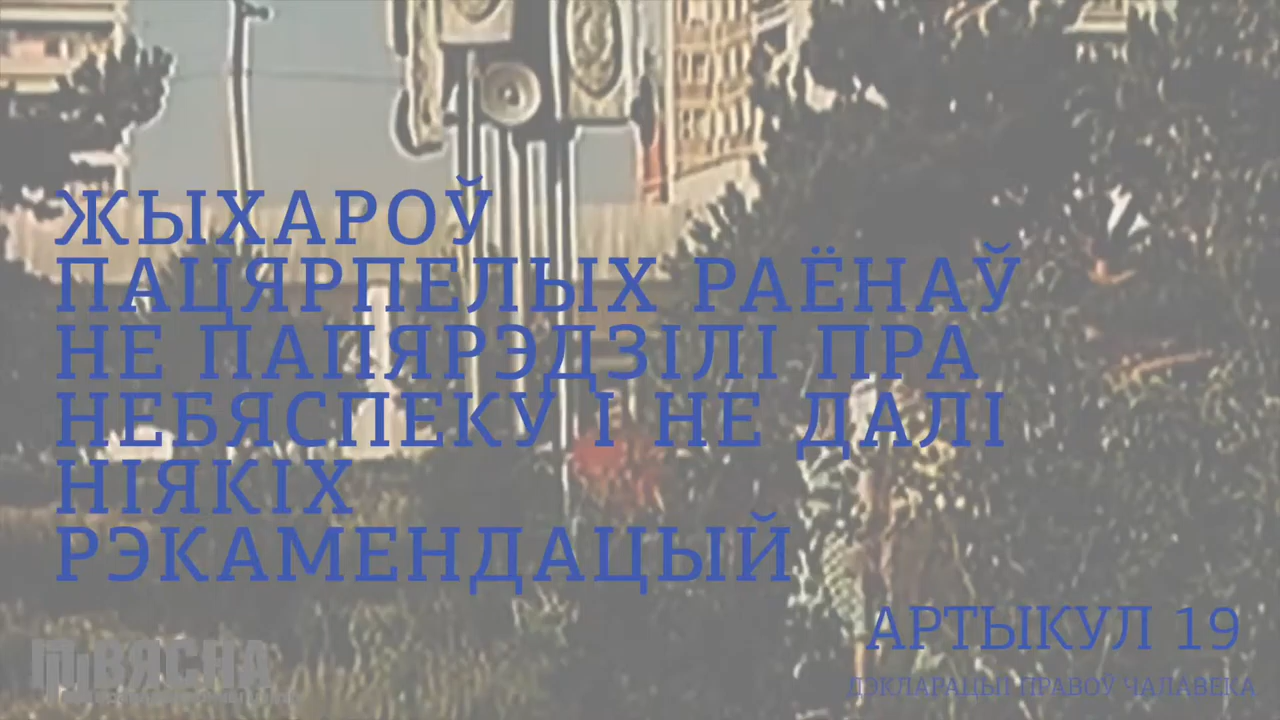 ЖЫХАРОЎ
ПАЦЯРПЕЛЫХ РАЁНАЎ
НЕ ПАПЯРЭДЗІЛІ ПРА
НЕБЯСПЕКУ І НЕ ДАЛІ
НІЯКІХ
РЭКАМЕНДАЦЫЙ
АРТЫКУЛ 19
ДЭКЛАРАЦЫІ ПРАВОЎ ЧАЛАВЕКА
ВЯСНА